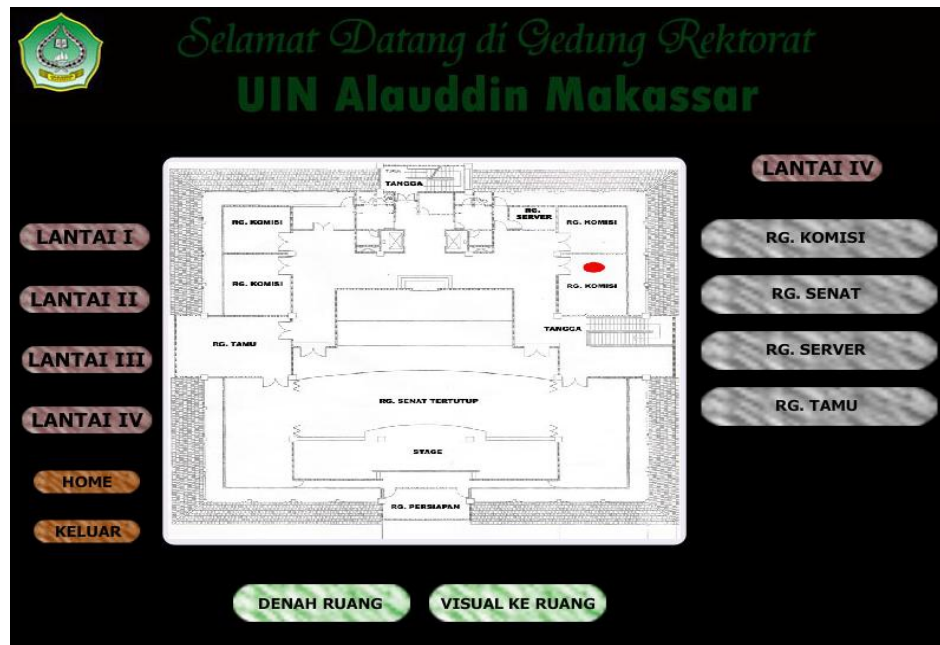 Selamat Datang di Gedung Rektorat
UIN Alauddin Makassar
LANTAI IV
LANTAI I
LANTAI II
LANTAI III
LANTAI IV
HOME
KELUAR
TANGGA
RG. KOMISI
RG. SERVER
RG. KOMISI
RG. KOMISI
RG. KOMISI
TANGGA
RG. TAMU
RG. SENAT TERTUTUP
STAGE
RG. PERSIAPAN
RG. KOMISI
RG. SENAT
RG. SERVER
RG. TAMU
DENAH RUANG
VISUAL KE RUANG